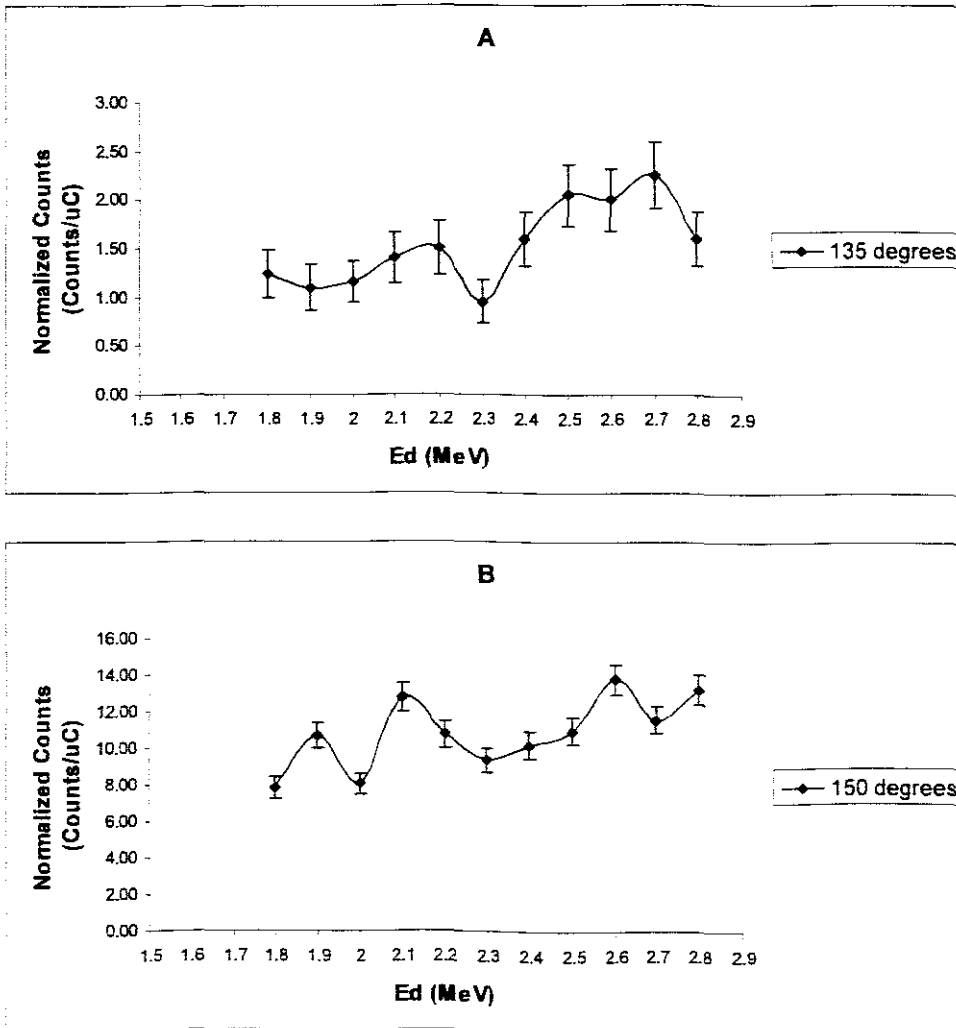 A
3.00
2.50
2.00
1.50
1.00
0.50
0.00
Normalized Counts
(Counts/uC)
1.5 1.6 1.7 1.8 1.9 2 2.1 2.2 2.3 2.4 2.5 2.6 2.7 2.8 2.9
Ed (MeV)
135 degrees
B
16.00
14.00
12.00
10.00
8.00
6.00
4.00
2.00
0.00
Normalized Counts
(Counts/uC)
1.5 1.6 1.7 1.8 1.9 2 2.1 2.2 2.3 2.4 2.5 2.6 2.7 2.8 2.9
Ed (MeV)
150 degrees